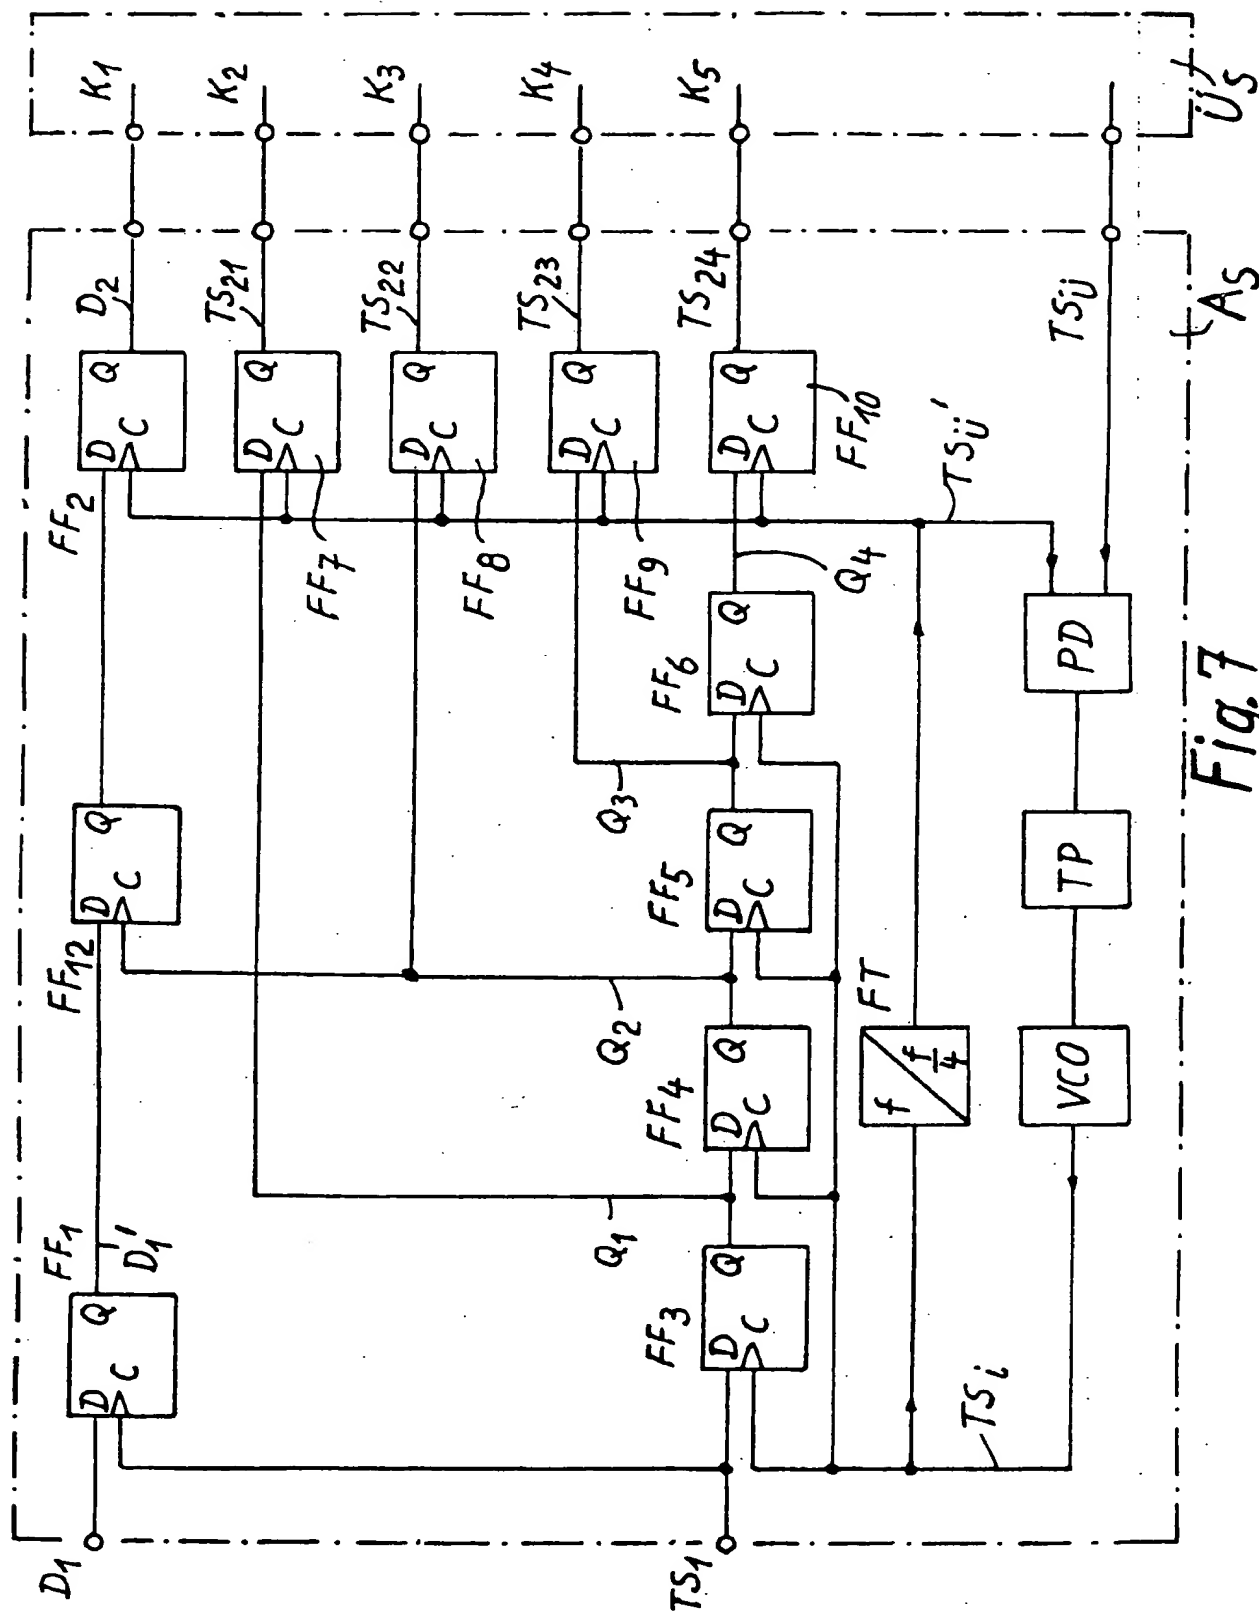 D1
TS1
FF1
D1'
D
C
Q
FF12
D
C
Q
FF2
D
C
Q
D2
K1
FF7
D
C
Q
TS21
K2
FF8
D
C
Q
TS22
K3
FF9
D
C
Q
TS23
K4
FF10
D
C
Q
TS24
K5
FF3
D
C
Q
Q1
FF4
D
C
Q
Q2
FF5
D
C
Q
Q3
FF6
D
C
Q
Q4
FT
f
f/4
TSü'
TSü
TSi
VCO
TP
PD
AS
ÜS
Fig. 7